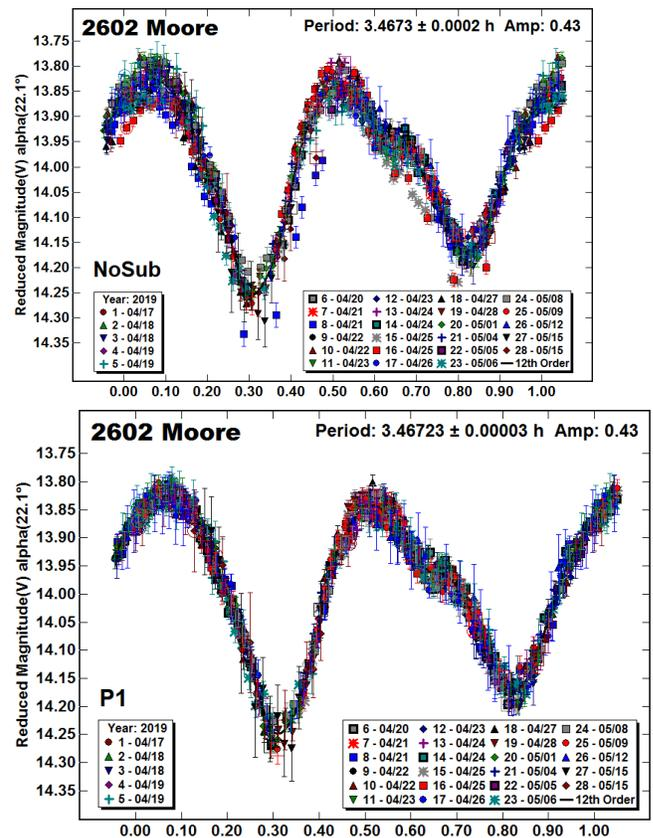 2602 Moore
Period: 3.4673 ± 0.0002 h Amp: 0.43
Reduced Magnitude(V) alpha(22.1°)
13.75
13.80
13.85
13.90
13.95
14.00
14.05
14.10
14.15
14.20
14.25
14.30
14.35
NoSub
Year: 2019
1 - 04/17
2 - 04/18
3 - 04/18
4 - 04/19
5 - 04/19
6 - 04/20 12 - 04/23 18 - 04/27 24 - 05/08
7 - 04/21 13 - 04/24 19 - 04/28 25 - 05/09
8 - 04/21 14 - 04/24 20 - 05/01 26 - 05/12
9 - 04/22 15 - 04/25 21 - 05/04 27 - 05/15
10 - 04/22 16 - 04/25 22 - 05/05 28 - 05/15
11 - 04/23 17 - 04/26 23 - 05/06 12th Order
0.00 0.10 0.20 0.30 0.40 0.50 0.60 0.70 0.80 0.90 1.00
2602 Moore
Period: 3.46723 ± 0.00003 h Amp: 0.43
Reduced Magnitude(V) alpha(22.1°)
13.75
13.80
13.85
13.90
13.95
14.00
14.05
14.10
14.15
14.20
14.25
14.30
14.35
P1
Year: 2019
1 - 04/17
2 - 04/18
3 - 04/18
4 - 04/19
5 - 04/19
6 - 04/20 12 - 04/23 18 - 04/27 24 - 05/08
7 - 04/21 13 - 04/24 19 - 04/28 25 - 05/09
8 - 04/21 14 - 04/24 20 - 05/01 26 - 05/12
9 - 04/22 15 - 04/25 21 - 05/04 27 - 05/15
10 - 04/22 16 - 04/25 22 - 05/05 28 - 05/15
11 - 04/23 17 - 04/26 23 - 05/06 12th Order
0.00 0.10 0.20 0.30 0.40 0.50 0.60 0.70 0.80 0.90 1.00